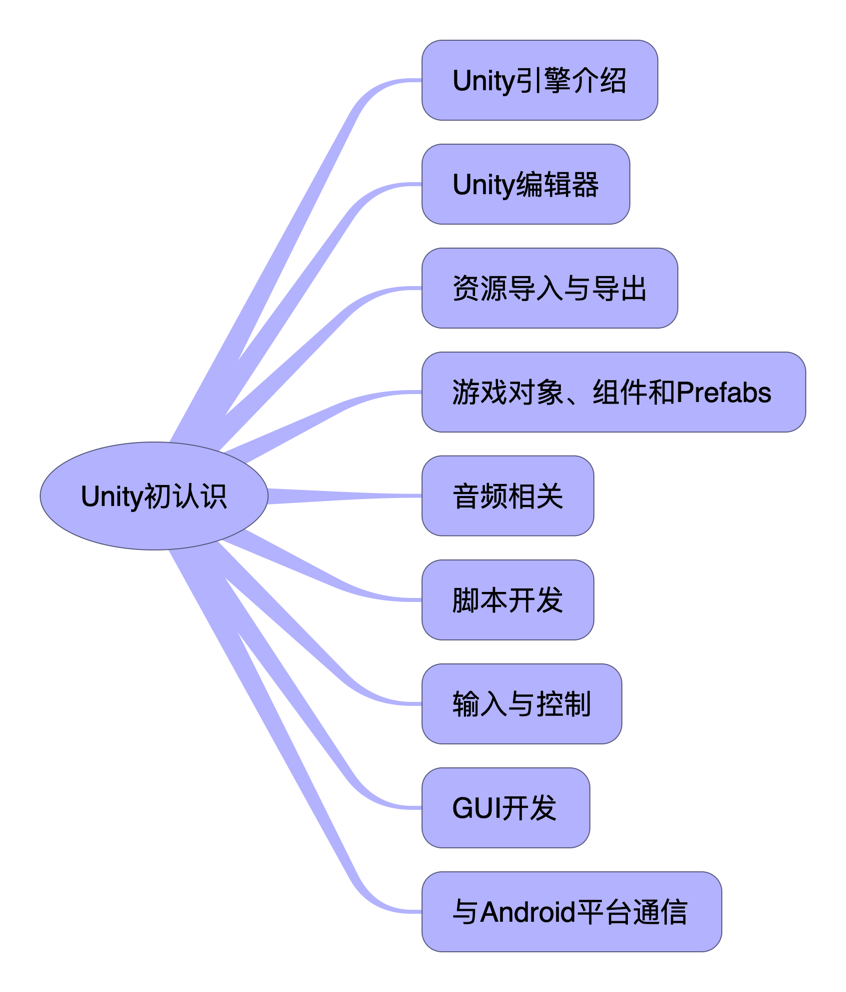 Unity引擎介绍
Unity编辑器
资源导入与导出
游戏对象、组件和Prefabs
Unity初认识
音频相关
脚本开发
输入与控制
GUI开发
与Android平台通信